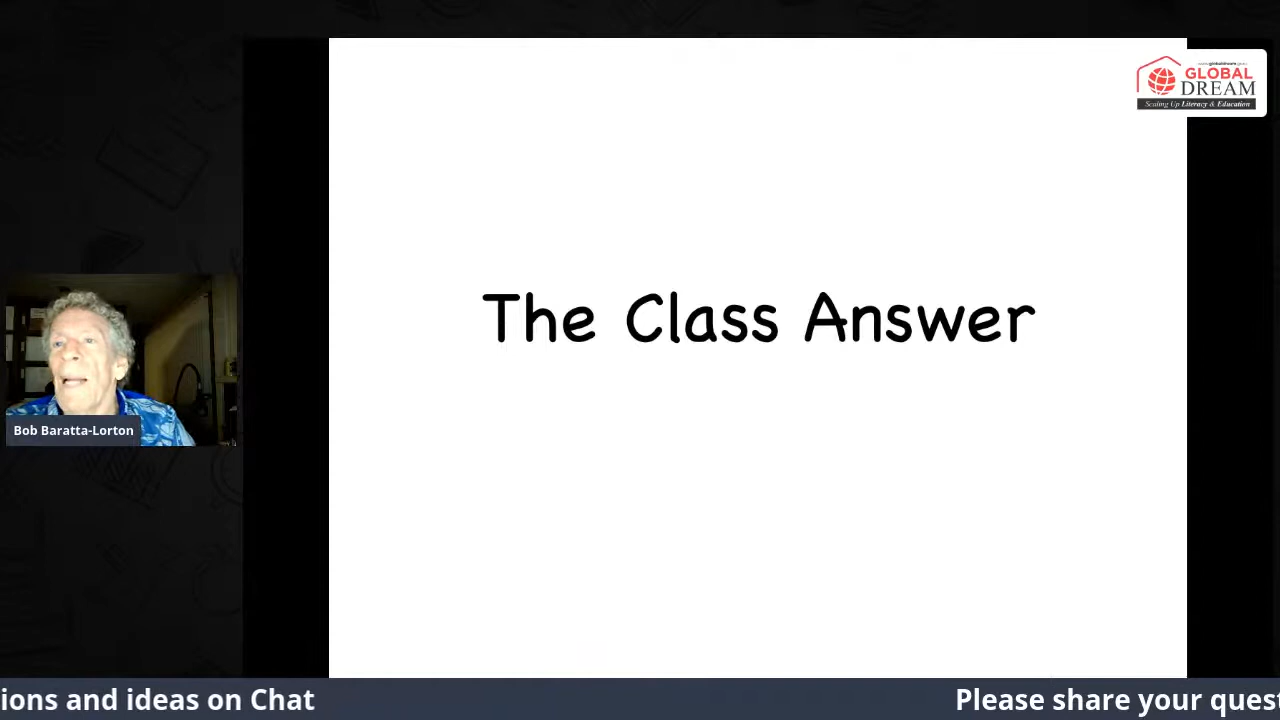 GLOBAL
DREAM
Scaling Up Literacy & Education
The Class Answer
Bob Baratta-Lorton
ions and ideas on Chat
Please share your quest